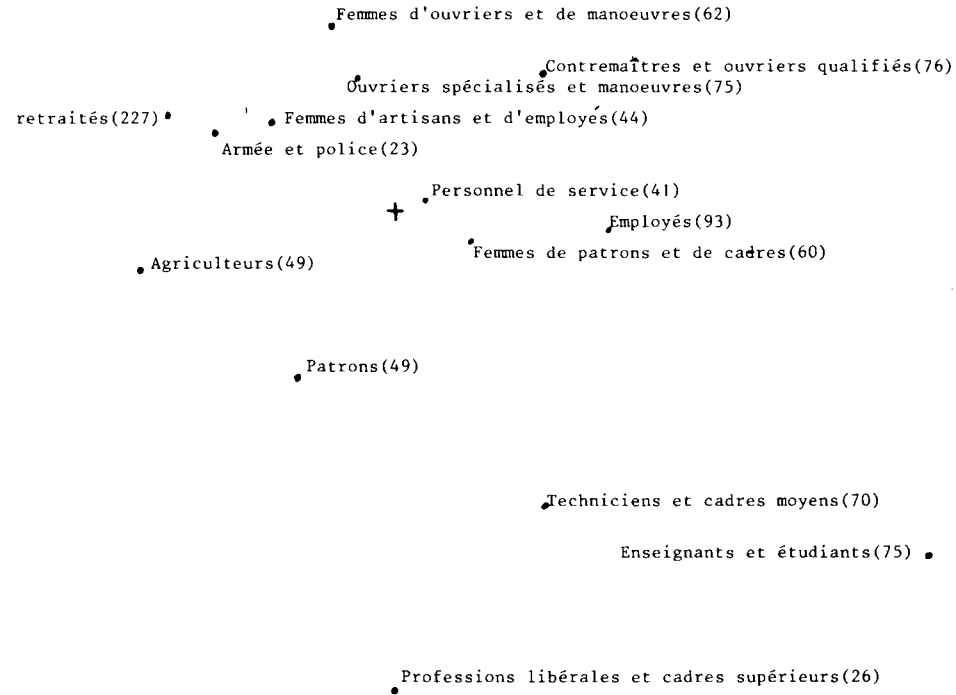 Femmes d'ouvriers et de manoeuvres(62)
Contremaîtres et ouvriers qualifiés(76)
Ouvriers spécialisés et manoeuvres(75)
retraités(227)
Femmes d'artisans et d'employés(44)
Armée et police(23)
Personnel de service(41)
+
Employés(93)
Femmes de patrons et de cadres(60)
Agriculteurs(49)
Patrons(49)
Techniciens et cadres moyens(70)
Enseignants et étudiants(75)
Professions libérales et cadres supérieurs(26)